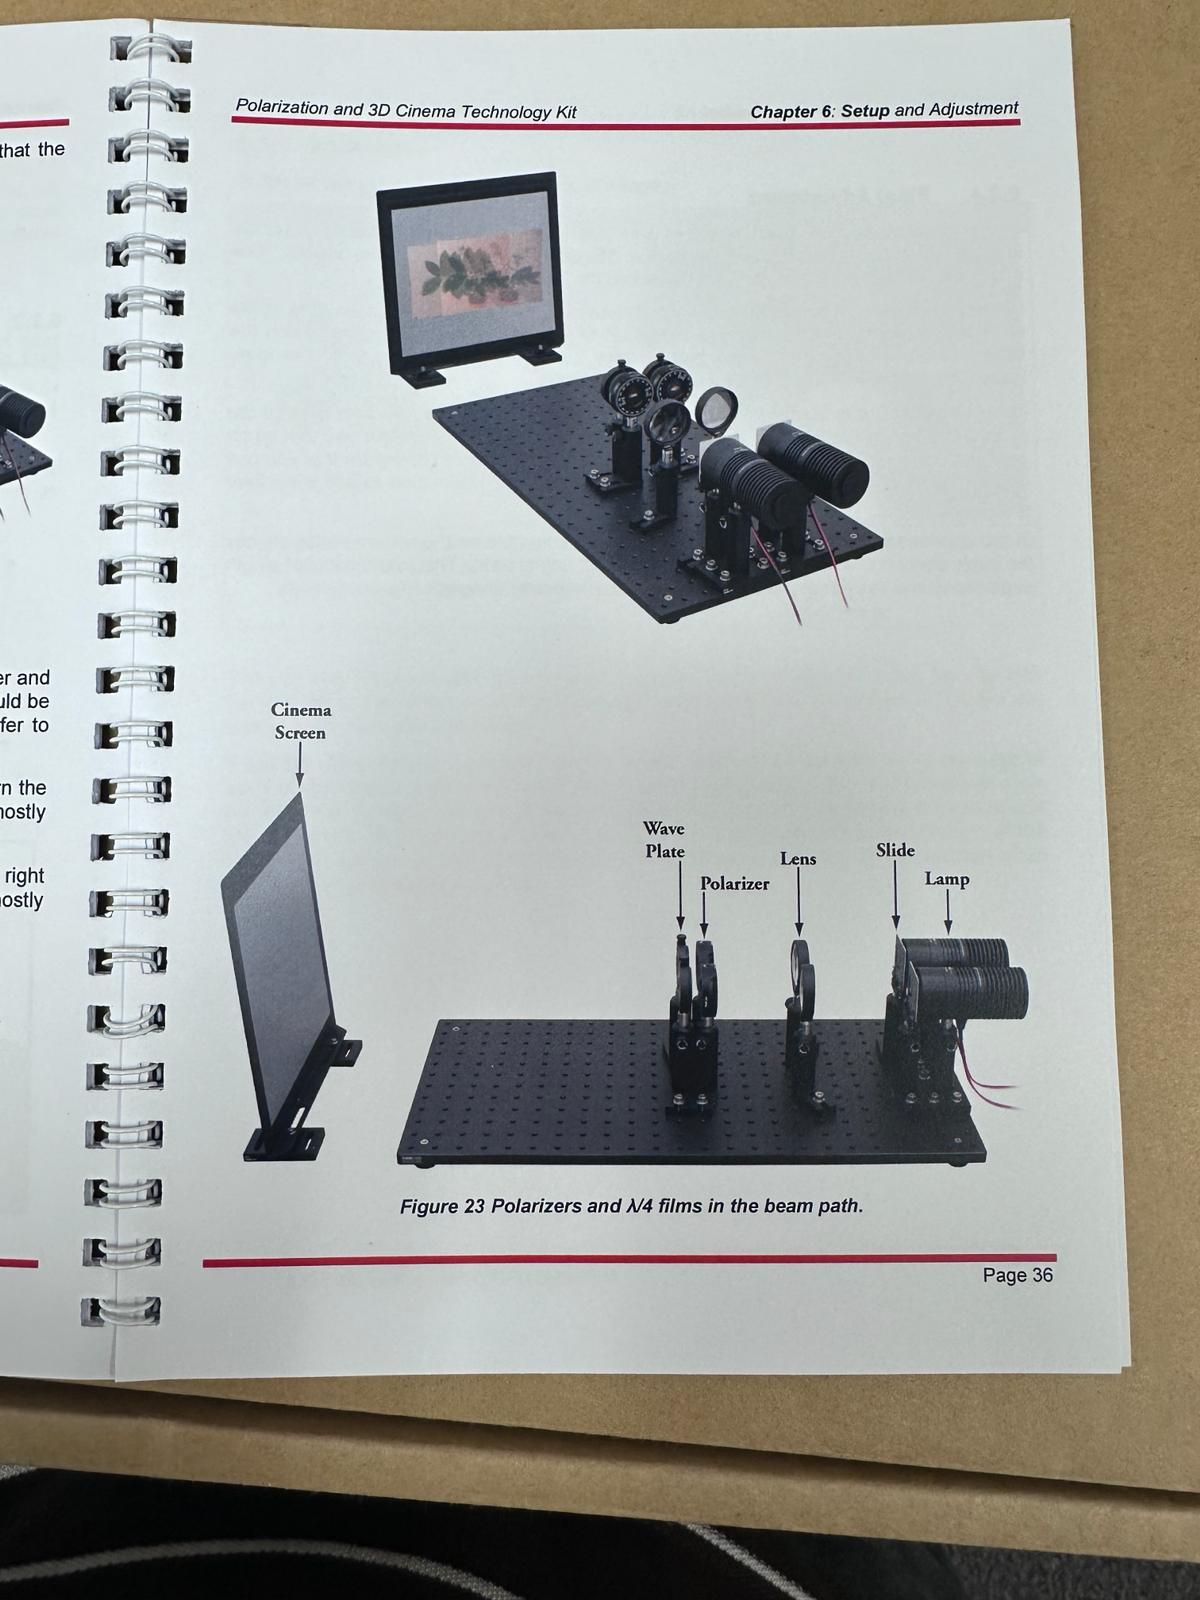 that the
er and
uld be
fer to
rn the
nostly
right
ostly
Polarization and 3D Cinema Technology Kit
Chapter 6: Setup and Adjustment
Cinema
Screen
Wave
Plate
Polarizer
Lens
Slide
Lamp
Figure 23 Polarizers and λ/4 films in the beam path.
Page 36